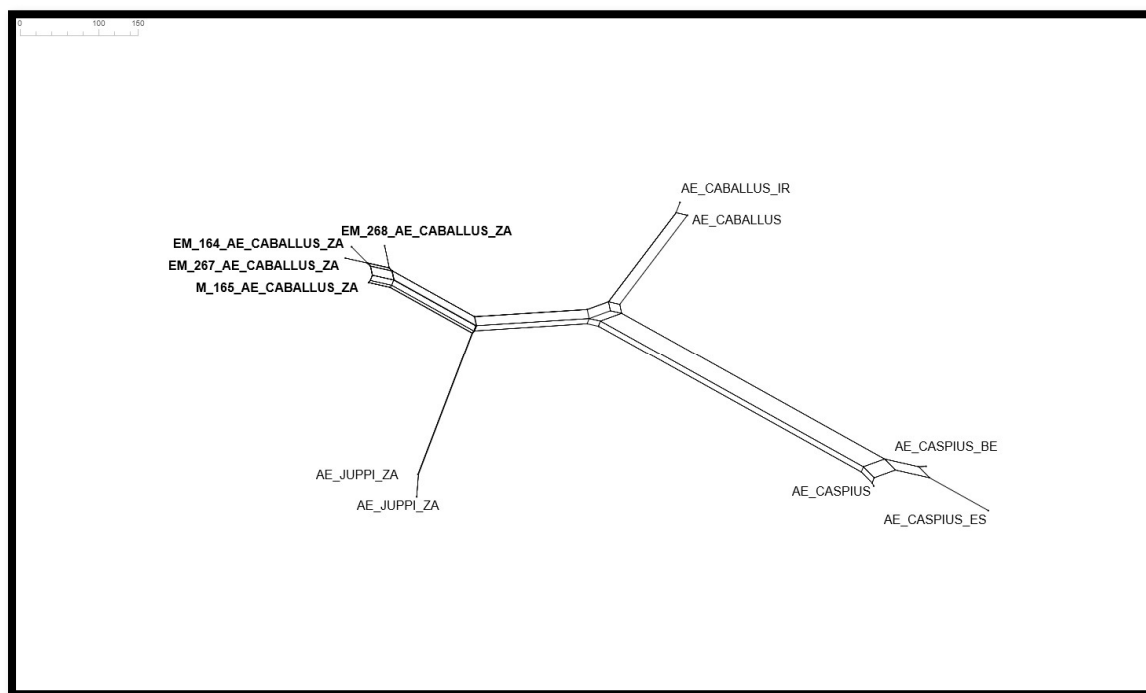 0 100 150
AE_CABALLUS_IR
AE_CABALLUS
EM_268_AE_CABALLUS_ZA
EM_164_AE_CABALLUS_ZA
EM_267_AE_CABALLUS_ZA
M_165_AE_CABALLUS_ZA
AE_CASPIUS_BE
AE_JUPPI_ZA
AE_CASPIUS
AE_JUPPI_ZA
AE_CASPIUS_ES